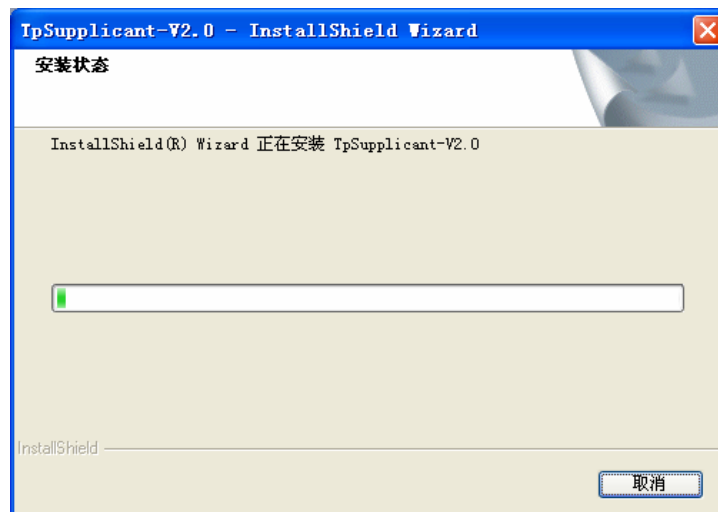 TpSupplicant-V2.0 - InstallShield Wizard
安装状态
InstallShield(R) Wizard 正在安装 TpSupplicant-V2.0
InstallShield
取消